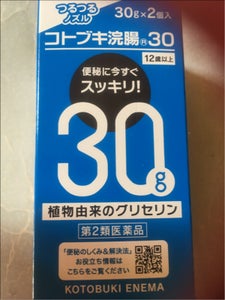 つるつる
ノズル
30g×2個入
コトブキ浣腸®30
12歳以上
便秘に今すぐ
スッキリ!
30g
植物由来のグリセリン
第2類医薬品
「便秘のしくみ&解決法」
お役立ち情報は
こちらをご覧ください
KOTOBUKI ENEMA